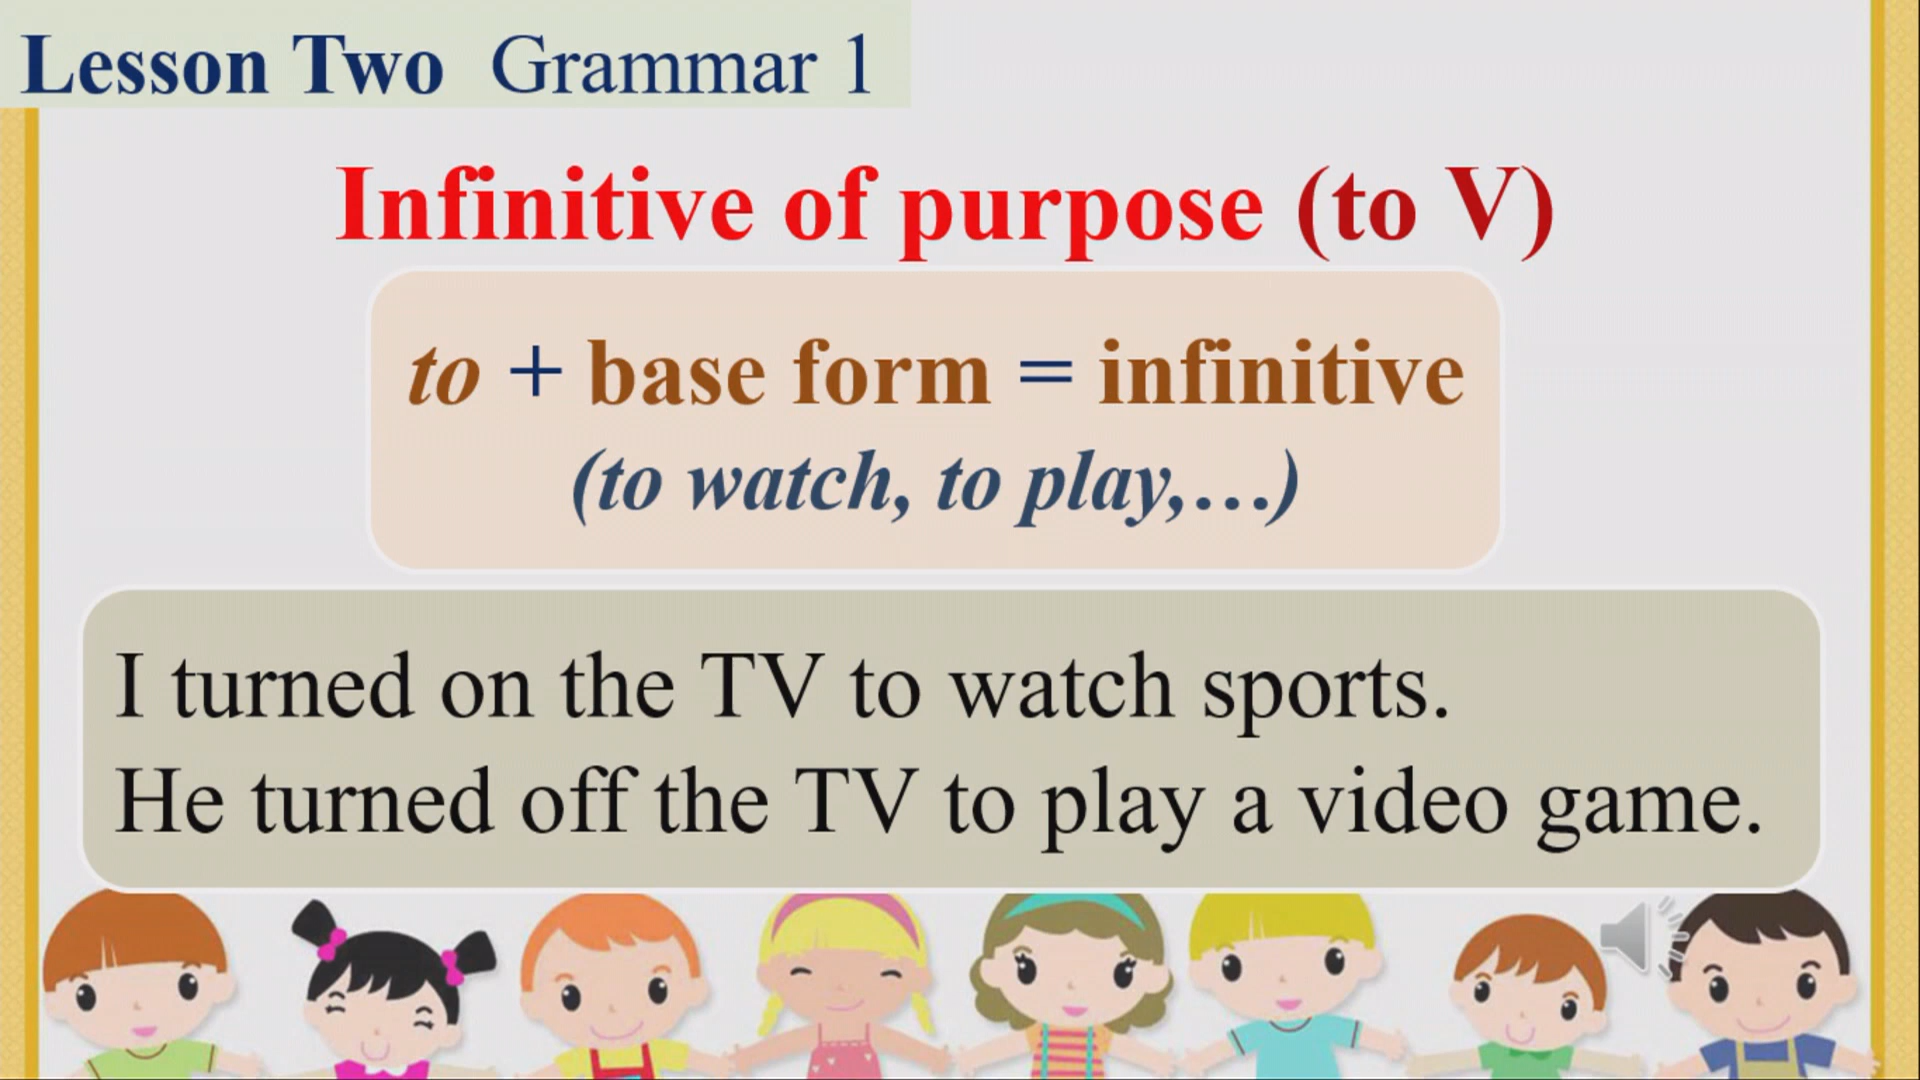 Lesson Two Grammar 1
Infinitive of purpose (to V)
to + base form = infinitive
(to watch, to play,...)
I turned on the TV to watch sports.
He turned off the TV to play a video game.